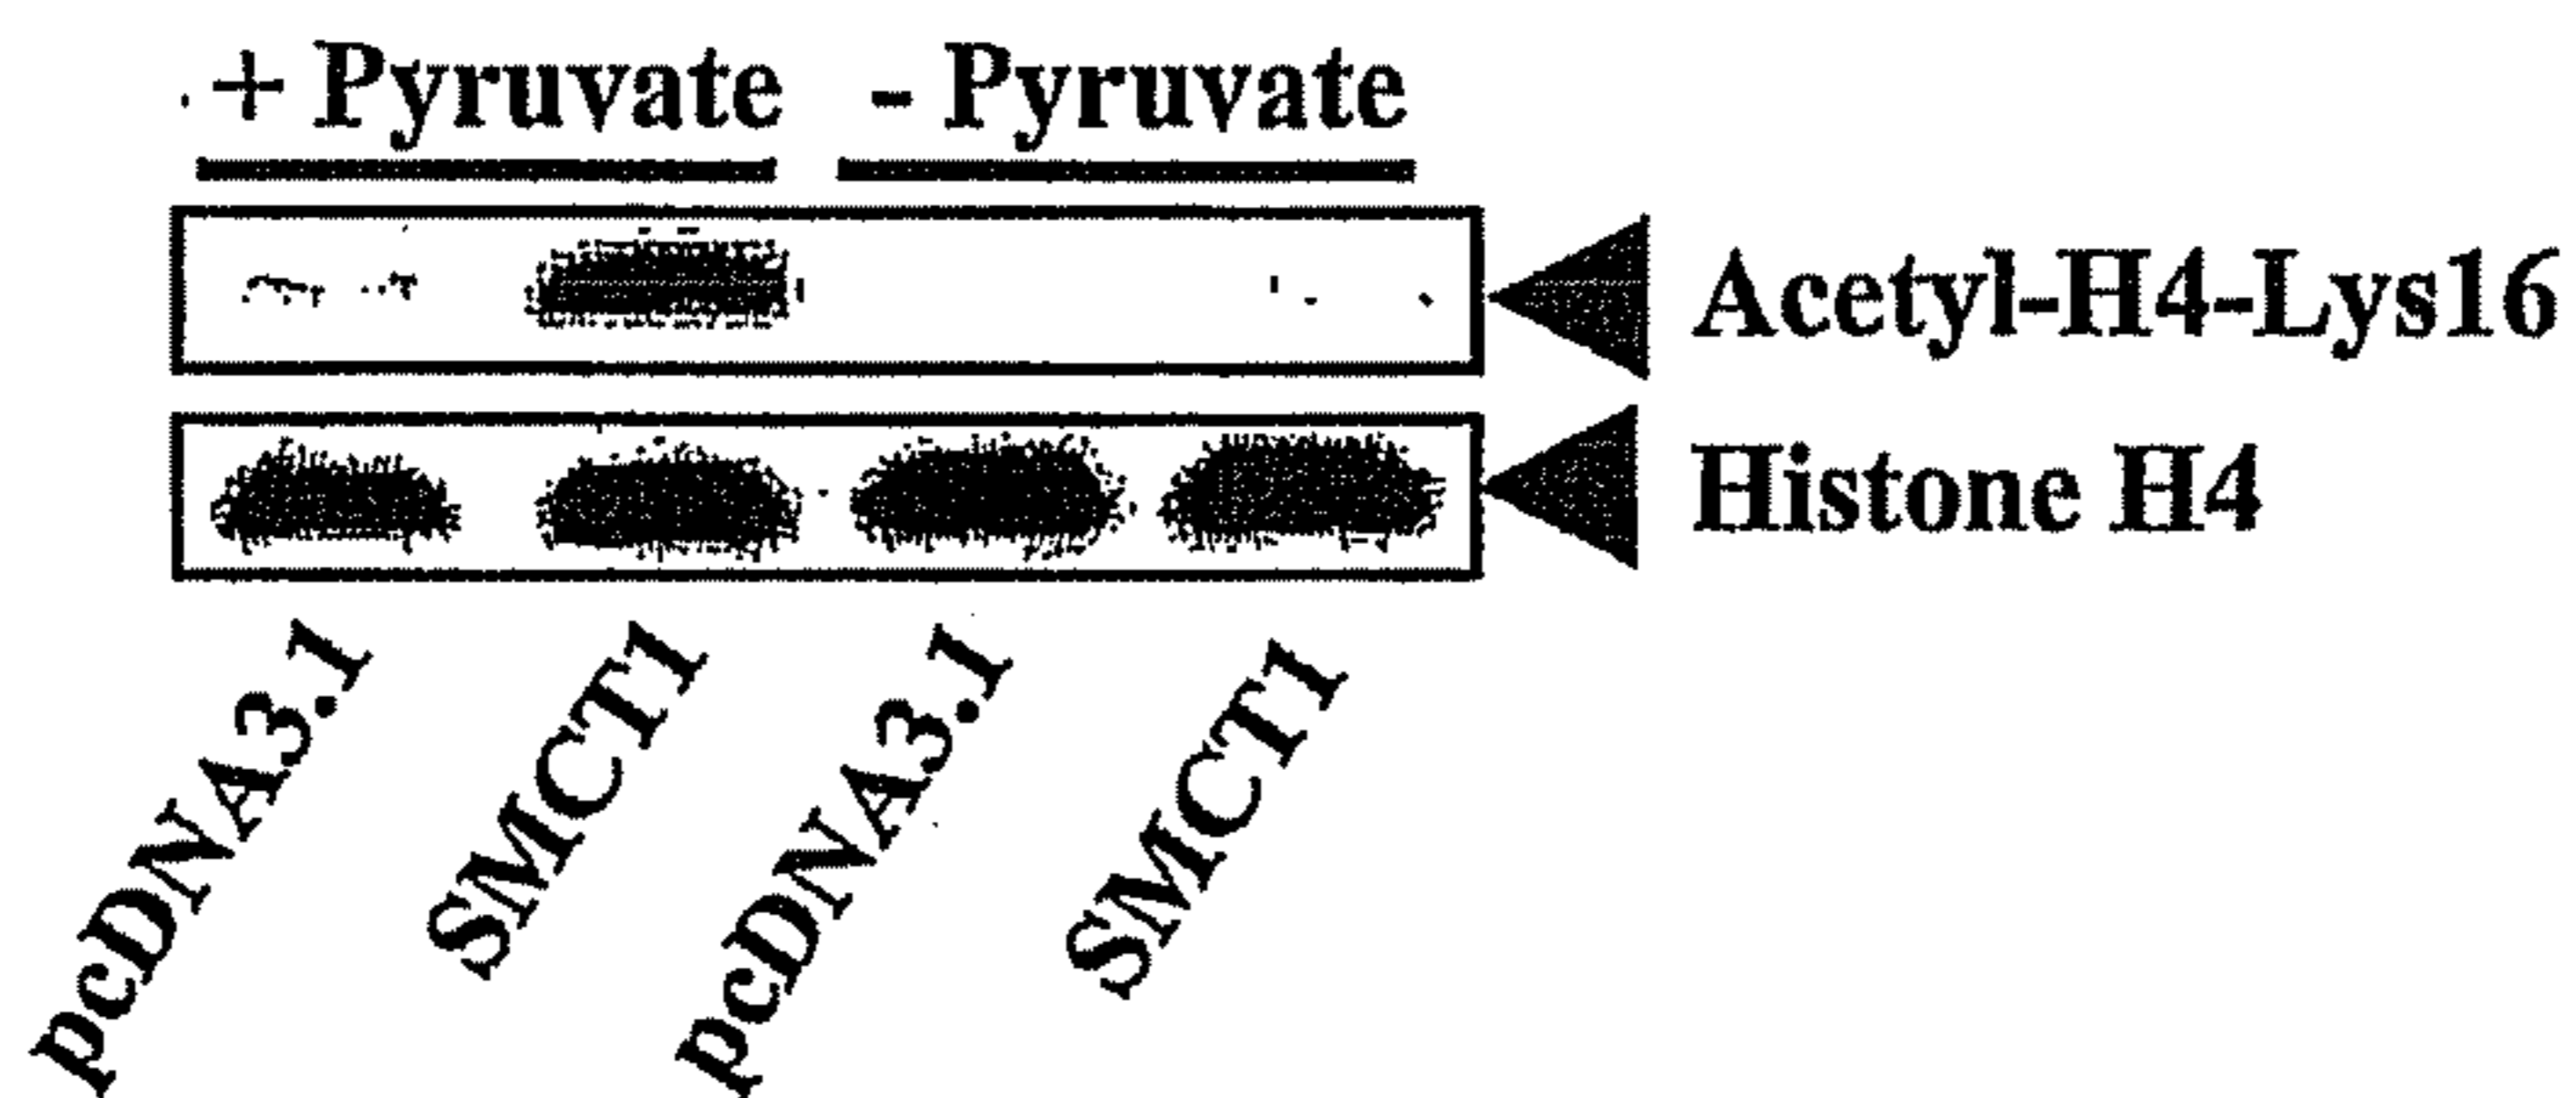 + Pyruvate - Pyruvate
Acetyl-H4-Lys16
Histone H4
pcDNA3.1
SMCT1
pcDNA3.1
SMCT1